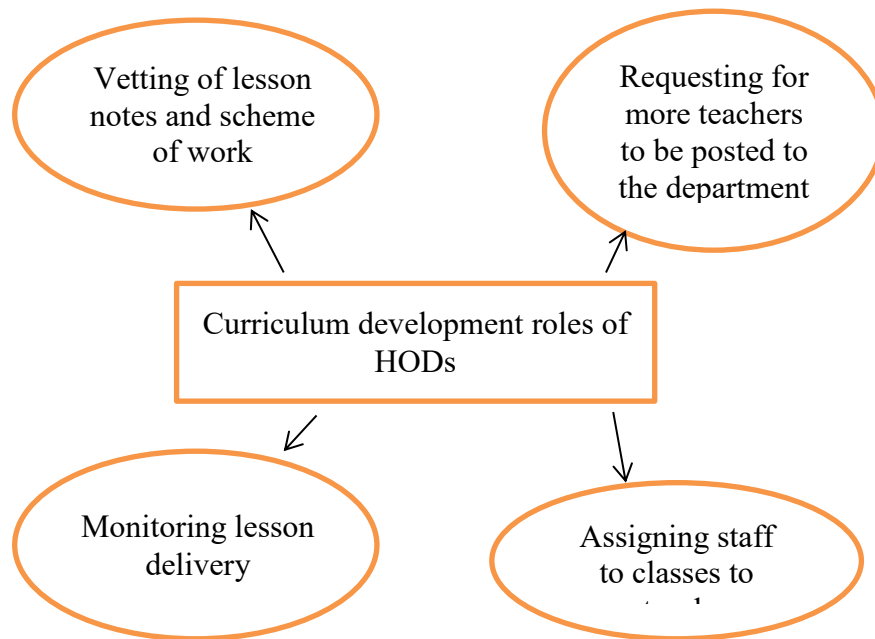 Vetting of lesson
notes and scheme
of work
Requesting for
more teachers
to be posted to
the department
Curriculum development roles of
HODs
Monitoring lesson
delivery
Assigning staff
to classes to